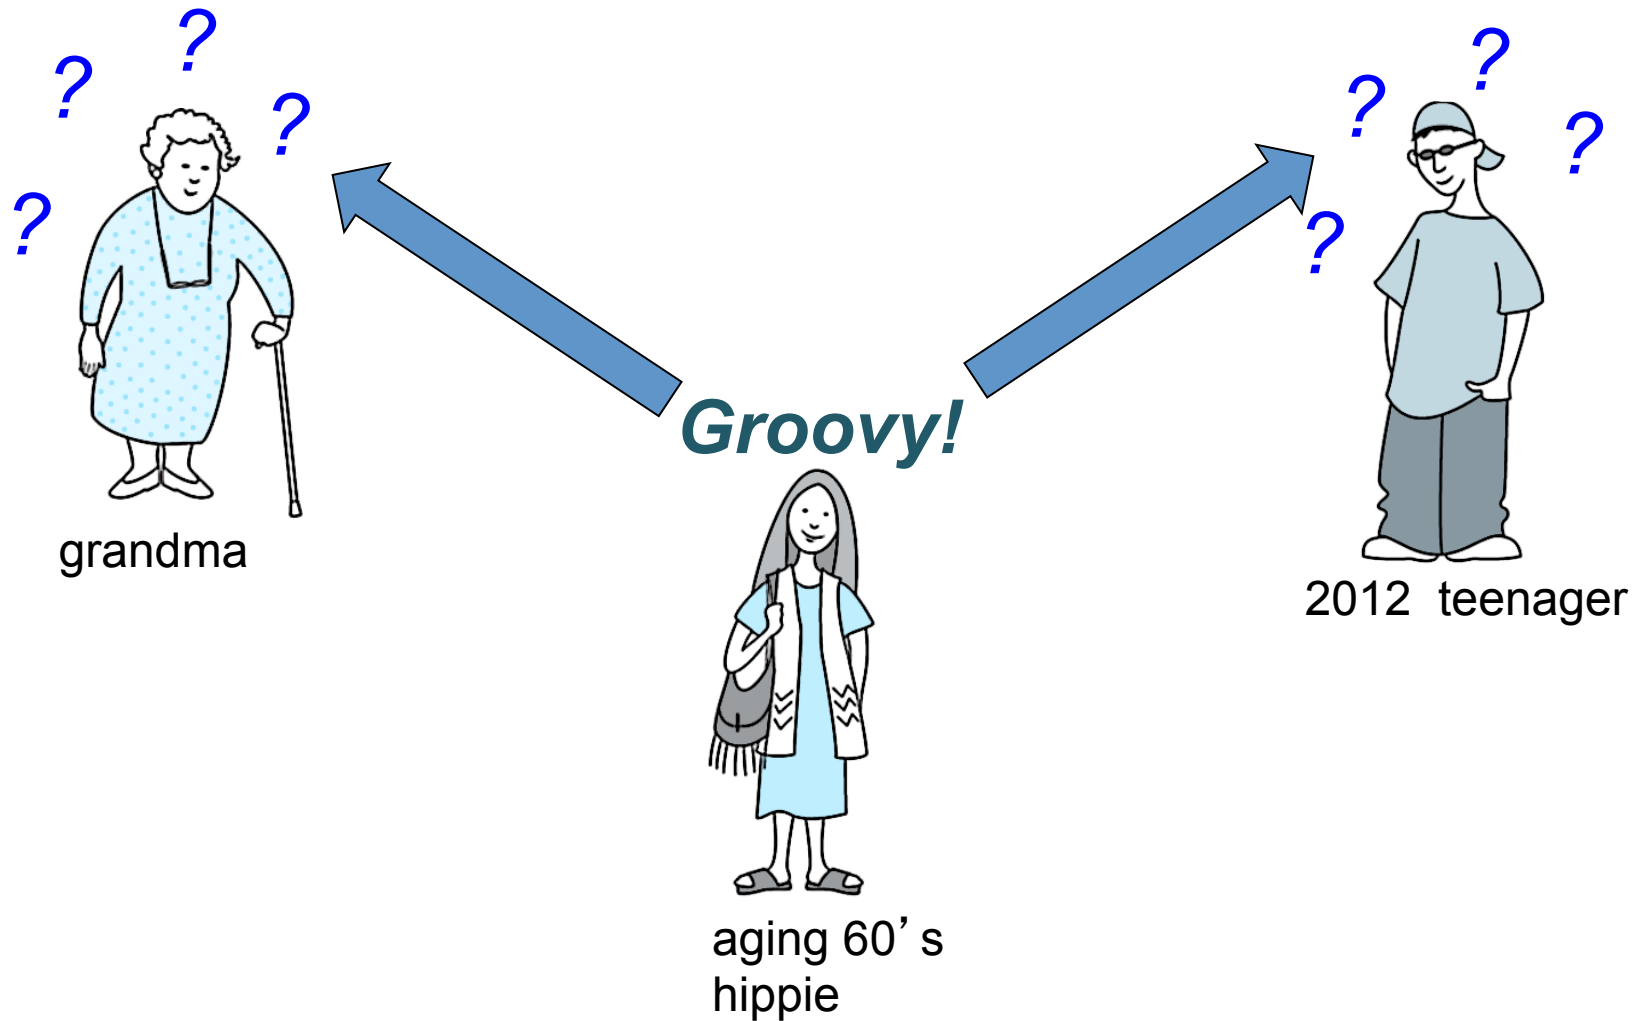 ? ? ? ?
? ? ? ?
Groovy!
grandma
2012 teenager
aging 60’s
hippie